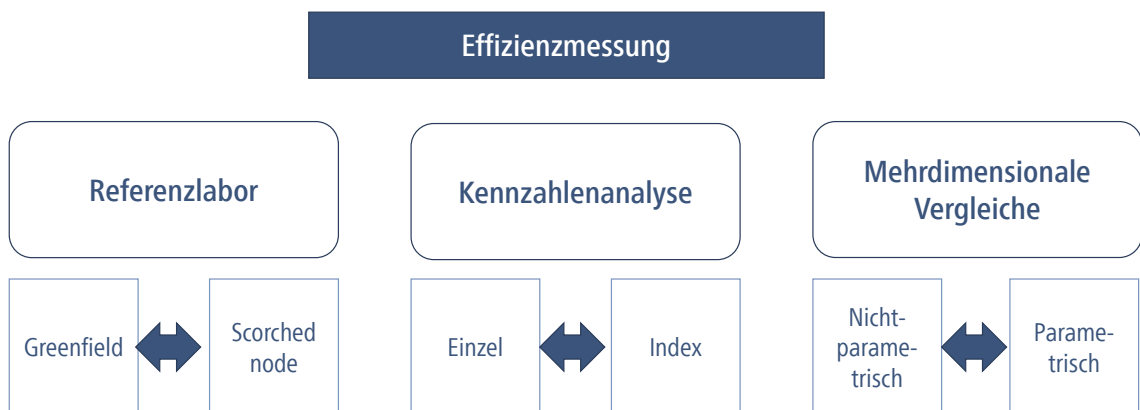 Effizienzmessung
Referenzlabor
Kennzahlenanalyse
Mehrdimensionale
Vergleiche
Greenfield
Scorched
node
Einzel
Index
Nicht-
parame-
trisch
Parame-
trisch